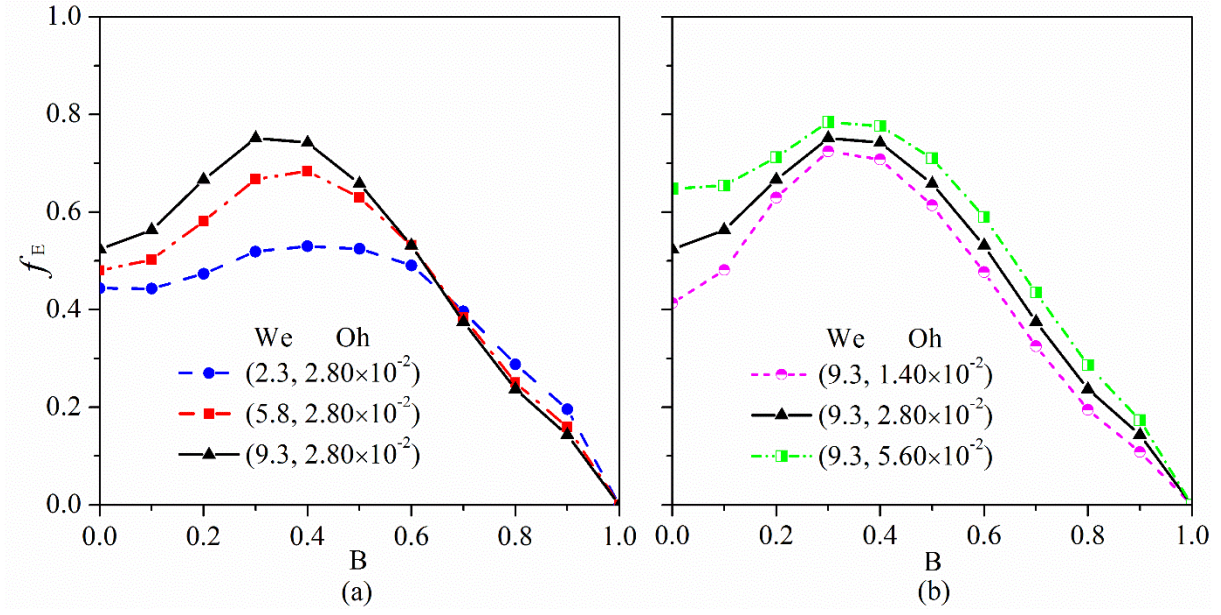 1.0
0.8
0.6
0.4
0.2
0.0
f E
We Oh
(2.3, 2.80×10-2)
(5.8, 2.80×10-2)
(9.3, 2.80×10-2)
0.0 0.2 0.4 0.6 0.8 1.0
B
(a)
We Oh
(9.3, 1.40×10-2)
(9.3, 2.80×10-2)
(9.3, 5.60×10-2)
0.0 0.2 0.4 0.6 0.8 1.0
B
(b)